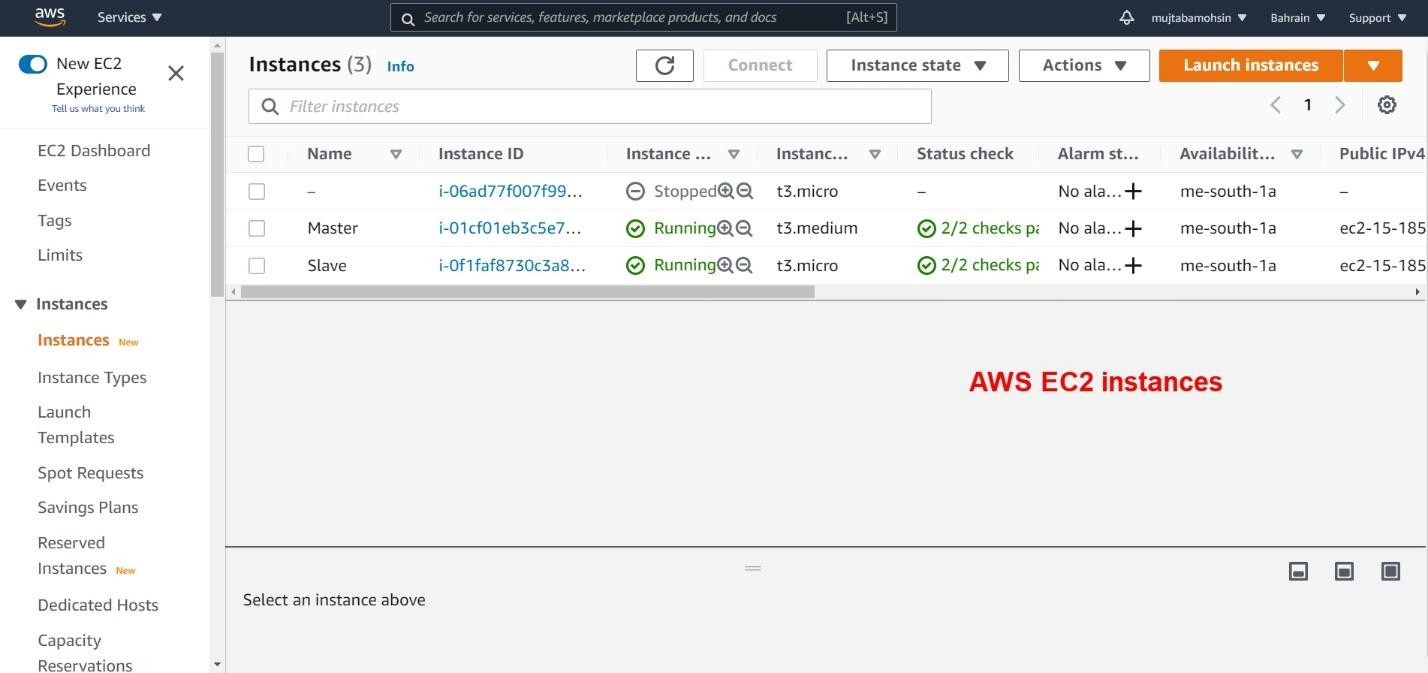 aws Services Search for services, features, marketplace products, and docs [Alt+S] mujtabamohsin Bahrain Support
New EC2
Experience
Tell us what you think
EC2 Dashboard
Events
Tags
Limits
Instances
Instances New
Instance Types
Launch
Templates
Spot Requests
Savings Plans
Reserved
Instances New
Dedicated Hosts
Capacity
Reservations
Instances (3) Info Connect Instance state Actions Launch instances
Filter instances 1
Name Instance ID Instance ... Instanc... Status check Alarm st... Availabilit... Public IPv4
– i-06ad77f007f99... Stopped t3.micro – No ala... me-south-1a –
Master i-01cf01eb3c5e7... Running t3.medium 2/2 checks pa No ala... me-south-1a ec2-15-185
Slave i-0f1faf8730c3a8... Running t3.micro 2/2 checks pa No ala... me-south-1a ec2-15-185
AWS EC2 instances
Select an instance above